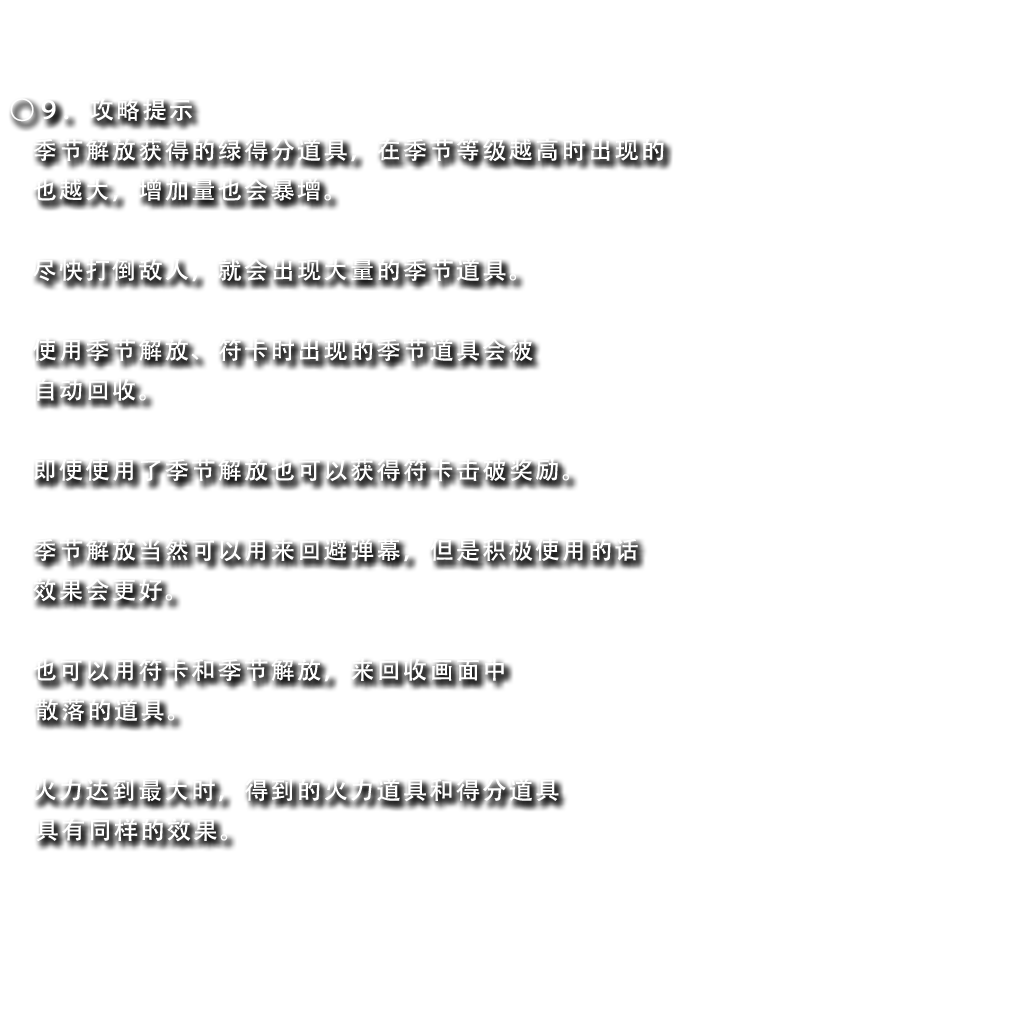 ○９．攻略提示
季节解放获得的绿得分道具，在季节等级越高时出现的
也越大，增加量也会暴增。
尽快打倒敌人，就会出现大量的季节道具。
使用季节解放、符卡时出现的季节道具会被
自动回收。
即使使用了季节解放也可以获得符卡击破奖励。
季节解放当然可以用来回避弹幕，但是积极使用的话
效果会更好。
也可以用符卡和季节解放，来回收画面中
散落的道具。
火力达到最大时，得到的火力道具和得分道具
具有同样的效果。